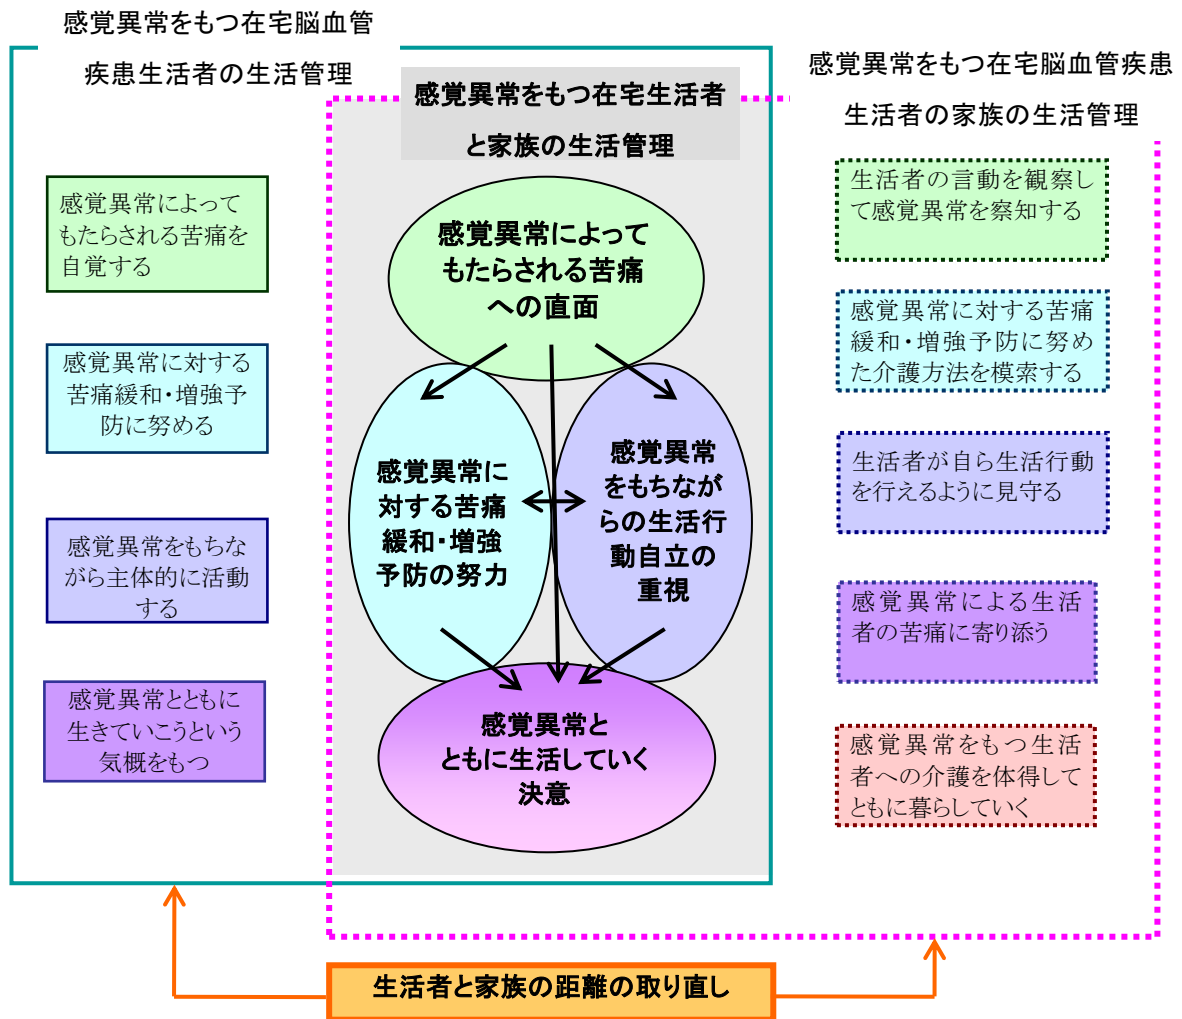 感覚異常をもつ在宅脳血管
疾患生活者の生活管理
感覚異常をもつ在宅生活者
と家族の生活管理
感覚異常をもつ在宅脳血管疾患
生活者の家族の生活管理
感覚異常によって
もたらされる苦痛を
自覚する
感覚異常に対する
苦痛緩和・増強予
防に努める
感覚異常をもちな
がら主体的に活動
する
感覚異常とともに
生きていこうという
気概をもつ
感覚異常によって
もたらされる苦痛
への直面
感覚異常に
対する苦痛
緩和・増強
予防の努力
感覚異常
をもちなが
らの生活行
動自立の
重視
感覚異常と
ともに生活していく
決意
生活者の言動を観察し
て感覚異常を察知する
感覚異常に対する苦痛
緩和・増強予防に努め
た介護方法を模索する
生活者が自ら生活行動
を行えるように見守る
感覚異常による生活
者の苦痛に寄り添う
感覚異常をもつ生活
者への介護を体得して
ともに暮らしていく
生活者と家族の距離の取り直し